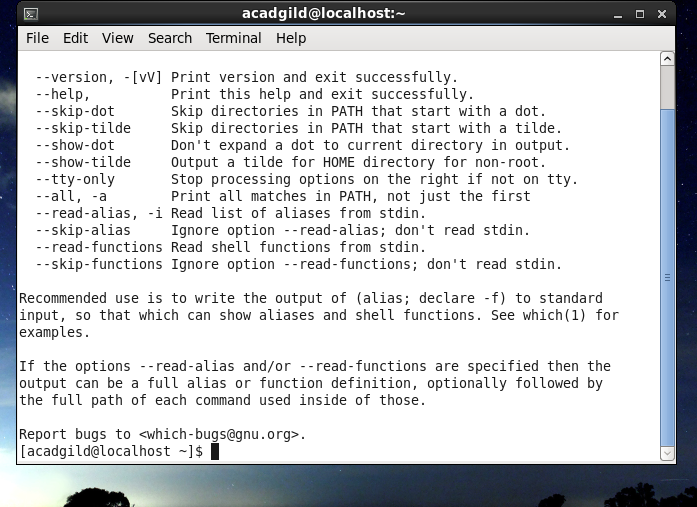 acadgild@localhost:~
File Edit View Search Terminal Help
--version, -[vV] Print version and exit successfully.
--help, Print this help and exit successfully.
--skip-dot Skip directories in PATH that start with a dot.
--skip-tilde Skip directories in PATH that start with a tilde.
--show-dot Don't expand a dot to current directory in output.
--show-tilde Output a tilde for HOME directory for non-root.
--tty-only Stop processing options on the right if not on tty.
--all, -a Print all matches in PATH, not just the first
--read-alias, -i Read list of aliases from stdin.
--skip-alias Ignore option --read-alias; don't read stdin.
--read-functions Read shell functions from stdin.
--skip-functions Ignore option --read-functions; don't read stdin.
Recommended use is to write the output of (alias; declare -f) to standard
input, so that which can show aliases and shell functions. See which(1) for
examples.
If the options --read-alias and/or --read-functions are specified then the
output can be a full alias or function definition, optionally followed by
the full path of each command used inside of those.
Report bugs to <which-bugs@gnu.org>.
[acadgild@localhost ~]$